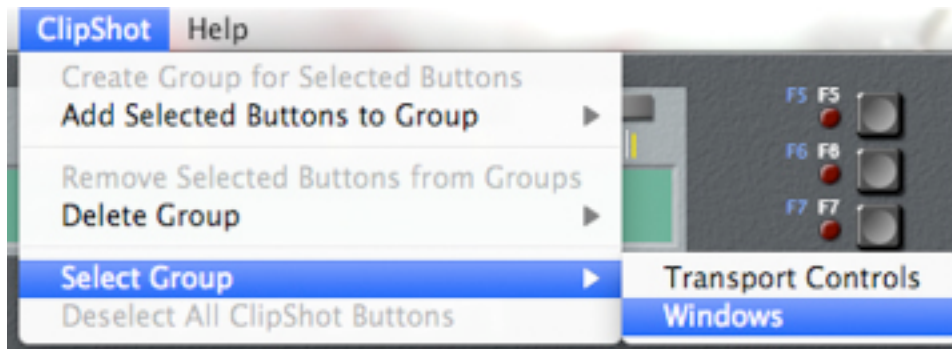 ClipShot Help
Create Group for Selected Buttons
Add Selected Buttons to Group
Remove Selected Buttons from Groups
Delete Group
Select Group
Deselect All ClipShot Buttons
F5 F5
F6 F6
F7 F7
Transport Controls
Windows